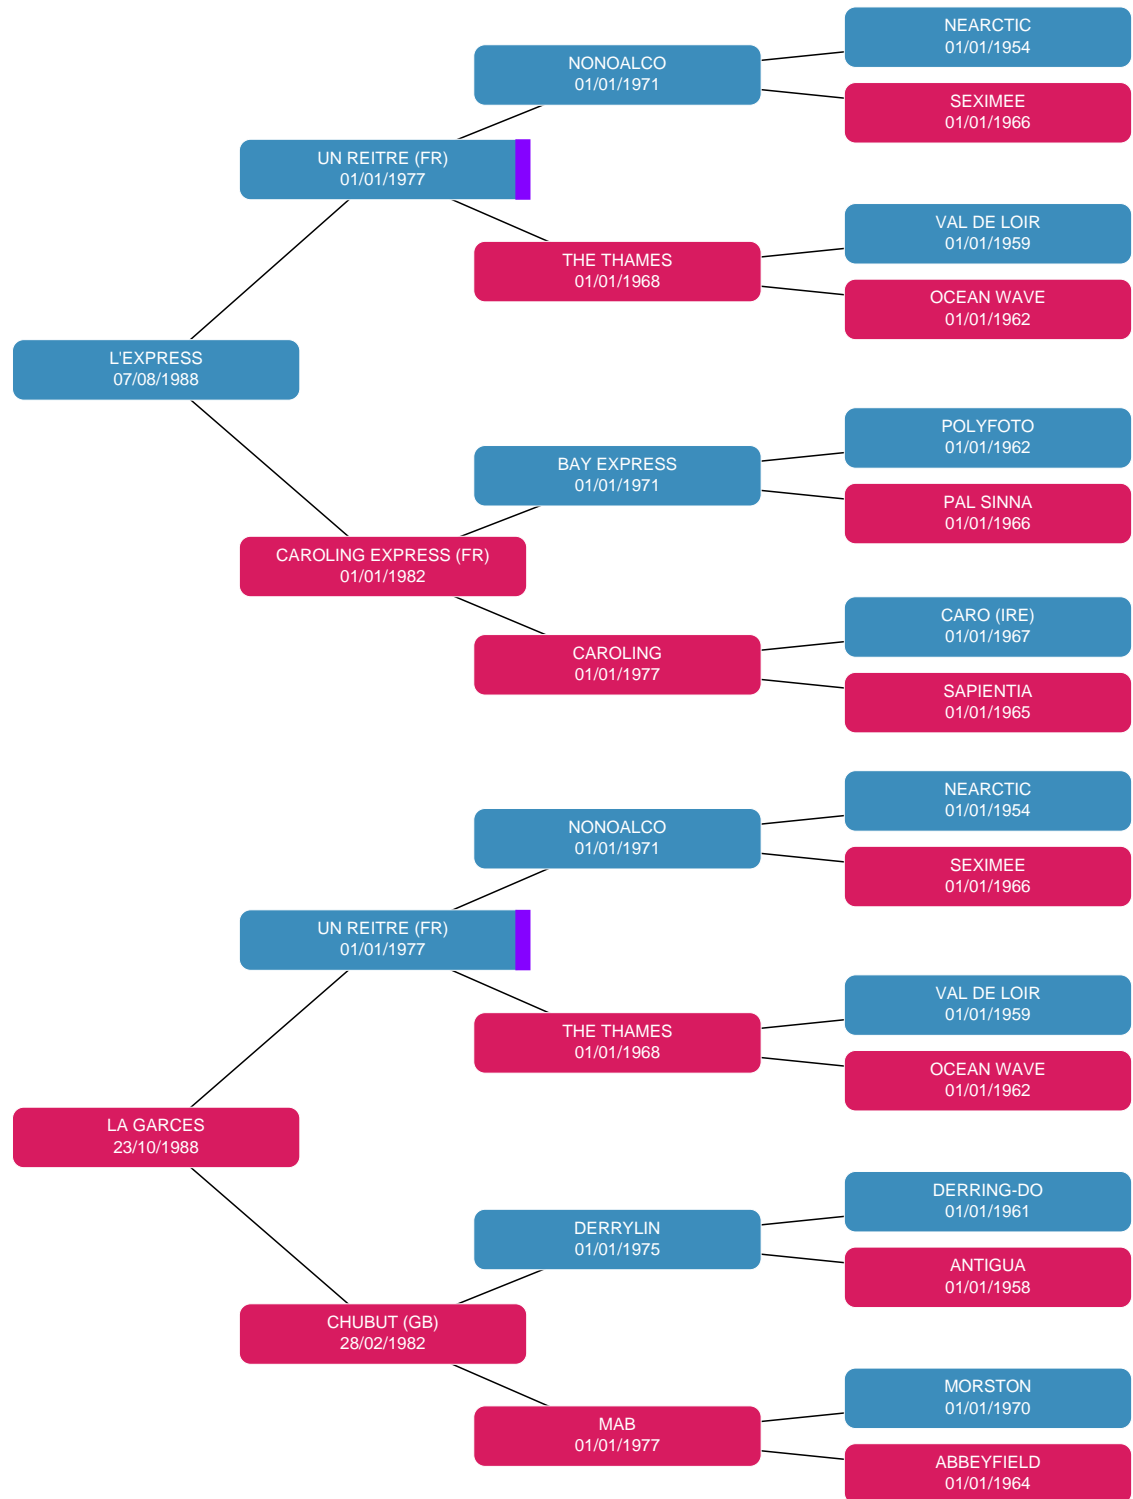 NEARCTIC
01/01/1954
NONOALCO
01/01/1971
SEXIMEE
01/01/1966
UN REITRE (FR)
01/01/1977
VAL DE LOIR
01/01/1959
THE THAMES
01/01/1968
OCEAN WAVE
01/01/1962
L'EXPRESS
07/08/1988
POLYFOTO
01/01/1962
BAY EXPRESS
01/01/1971
PAL SINNA
01/01/1966
CAROLING EXPRESS (FR)
01/01/1982
CARO (IRE)
01/01/1967
CAROLING
01/01/1977
SAPIENTIA
01/01/1965
NEARCTIC
01/01/1954
NONOALCO
01/01/1971
SEXIMEE
01/01/1966
UN REITRE (FR)
01/01/1977
VAL DE LOIR
01/01/1959
THE THAMES
01/01/1968
OCEAN WAVE
01/01/1962
LA GARCES
23/10/1988
DERRING-DO
01/01/1961
DERRYLIN
01/01/1975
ANTIGUA
01/01/1958
CHUBUT (GB)
28/02/1982
MORSTON
01/01/1970
MAB
01/01/1977
ABBEYFIELD
01/01/1964